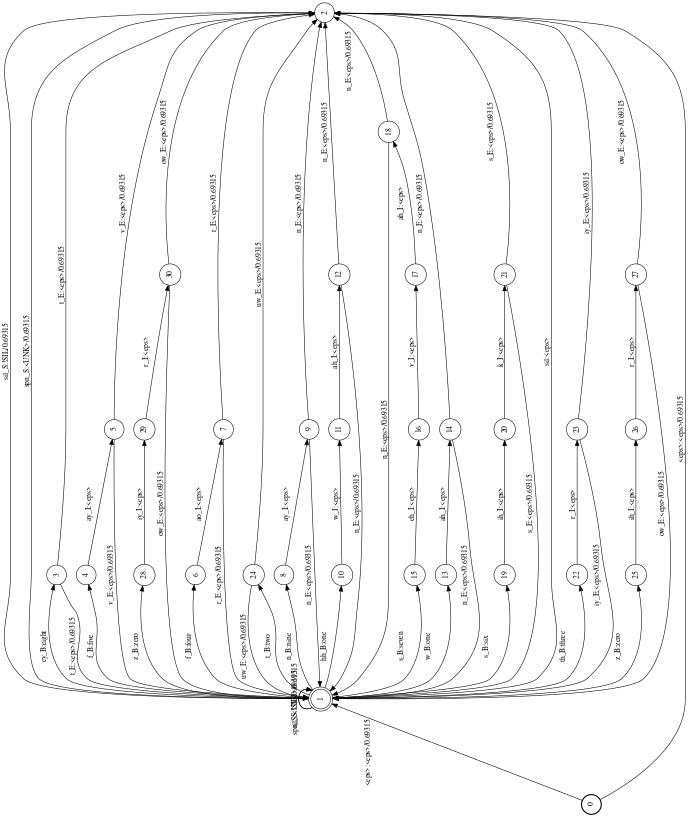 sil_S:!SIL/0.69315
spn_S:<UNK>/0.69315
ey_B:eight
3
t_E:<eps>/0.69315
t_E:<eps>/0.69315
f_B:five
4
ay_I:<eps>
5
v_E:<eps>/0.69315
v_E:<eps>/0.69315
z_B:zero
28
iy_I:<eps>
29
r_I:<eps>
30
ow_E:<eps>/0.69315
ow_E:<eps>/0.69315
f_B:four
6
ao_I:<eps>
7
r_E:<eps>/0.69315
r_E:<eps>/0.69315
uw_E:<eps>/0.69315
24
uw_E:<eps>/0.69315
t_B:two
n_B:nine
8
ay_I:<eps>
9
n_E:<eps>/0.69315
n_E:<eps>/0.69315
1
2
hh_B:one
10
w_I:<eps>
11
ah_I:<eps>
12
n_E:<eps>/0.69315
n_E:<eps>/0.69315
<eps>:<eps>/0.69315
n_E:<eps>/0.69315
18
n_E:<eps>/0.69315
s_B:seven
15
eh_I:<eps>
16
v_I:<eps>
17
ah_I:<eps>
w_B:one
13
ah_I:<eps>
14
n_E:<eps>/0.69315
n_E:<eps>/0.69315
s_B:six
19
ih_I:<eps>
20
k_I:<eps>
21
s_E:<eps>/0.69315
s_E:<eps>/0.69315
sil:<eps>
th_B:three
22
r_I:<eps>
23
iy_E:<eps>/0.69315
iy_E:<eps>/0.69315
0
z_B:zero
25
ih_I:<eps>
26
r_I:<eps>
27
ow_E:<eps>/0.69315
ow_E:<eps>/0.69315
<eps>:<eps>/0.69315